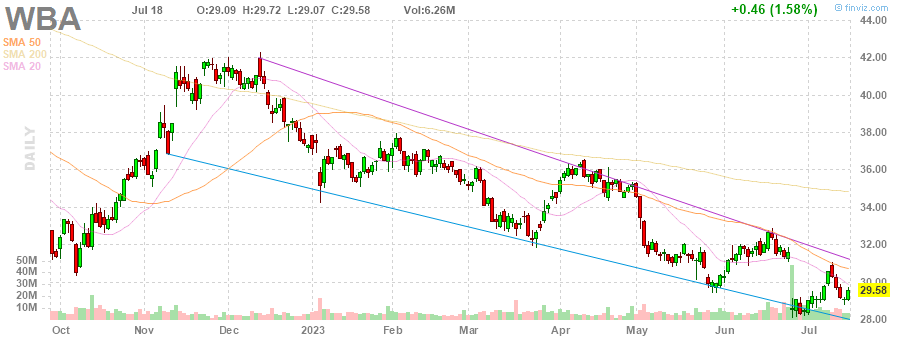 WBA Jul 18 O:29.09 H:29.72 L:29.07 C:29.58 Vol:6.26M +0.46 (1.58%) © finviz.com
SMA 50
SMA 200
SMA 20
DAILY
44.00
42.00
40.00
38.00
36.00
34.00
32.00
30.00
29.58
28.00
50M
40M
30M
20M
10M
Oct Nov Dec 2023 Feb Mar Apr May Jun Jul